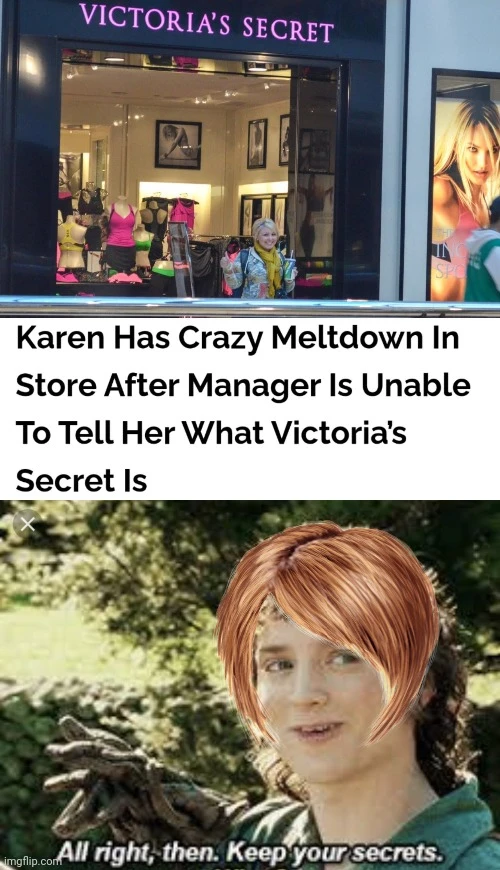 VICTORIA'S SECRET
Karen Has Crazy Meltdown In
Store After Manager Is Unable
To Tell Her What Victoria's
Secret Is
All right, then. Keep your secrets.
imgflip.com